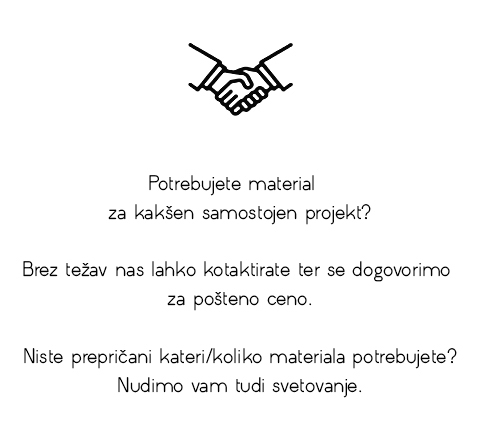 Potrebujete material
za kakšen samostojen projekt?
Brez težav nas lahko kotaktirate ter se dogovorimo
za pošteno ceno.
Niste prepričani kateri/koliko materiala potrebujete?
Nudimo vam tudi svetovanje.